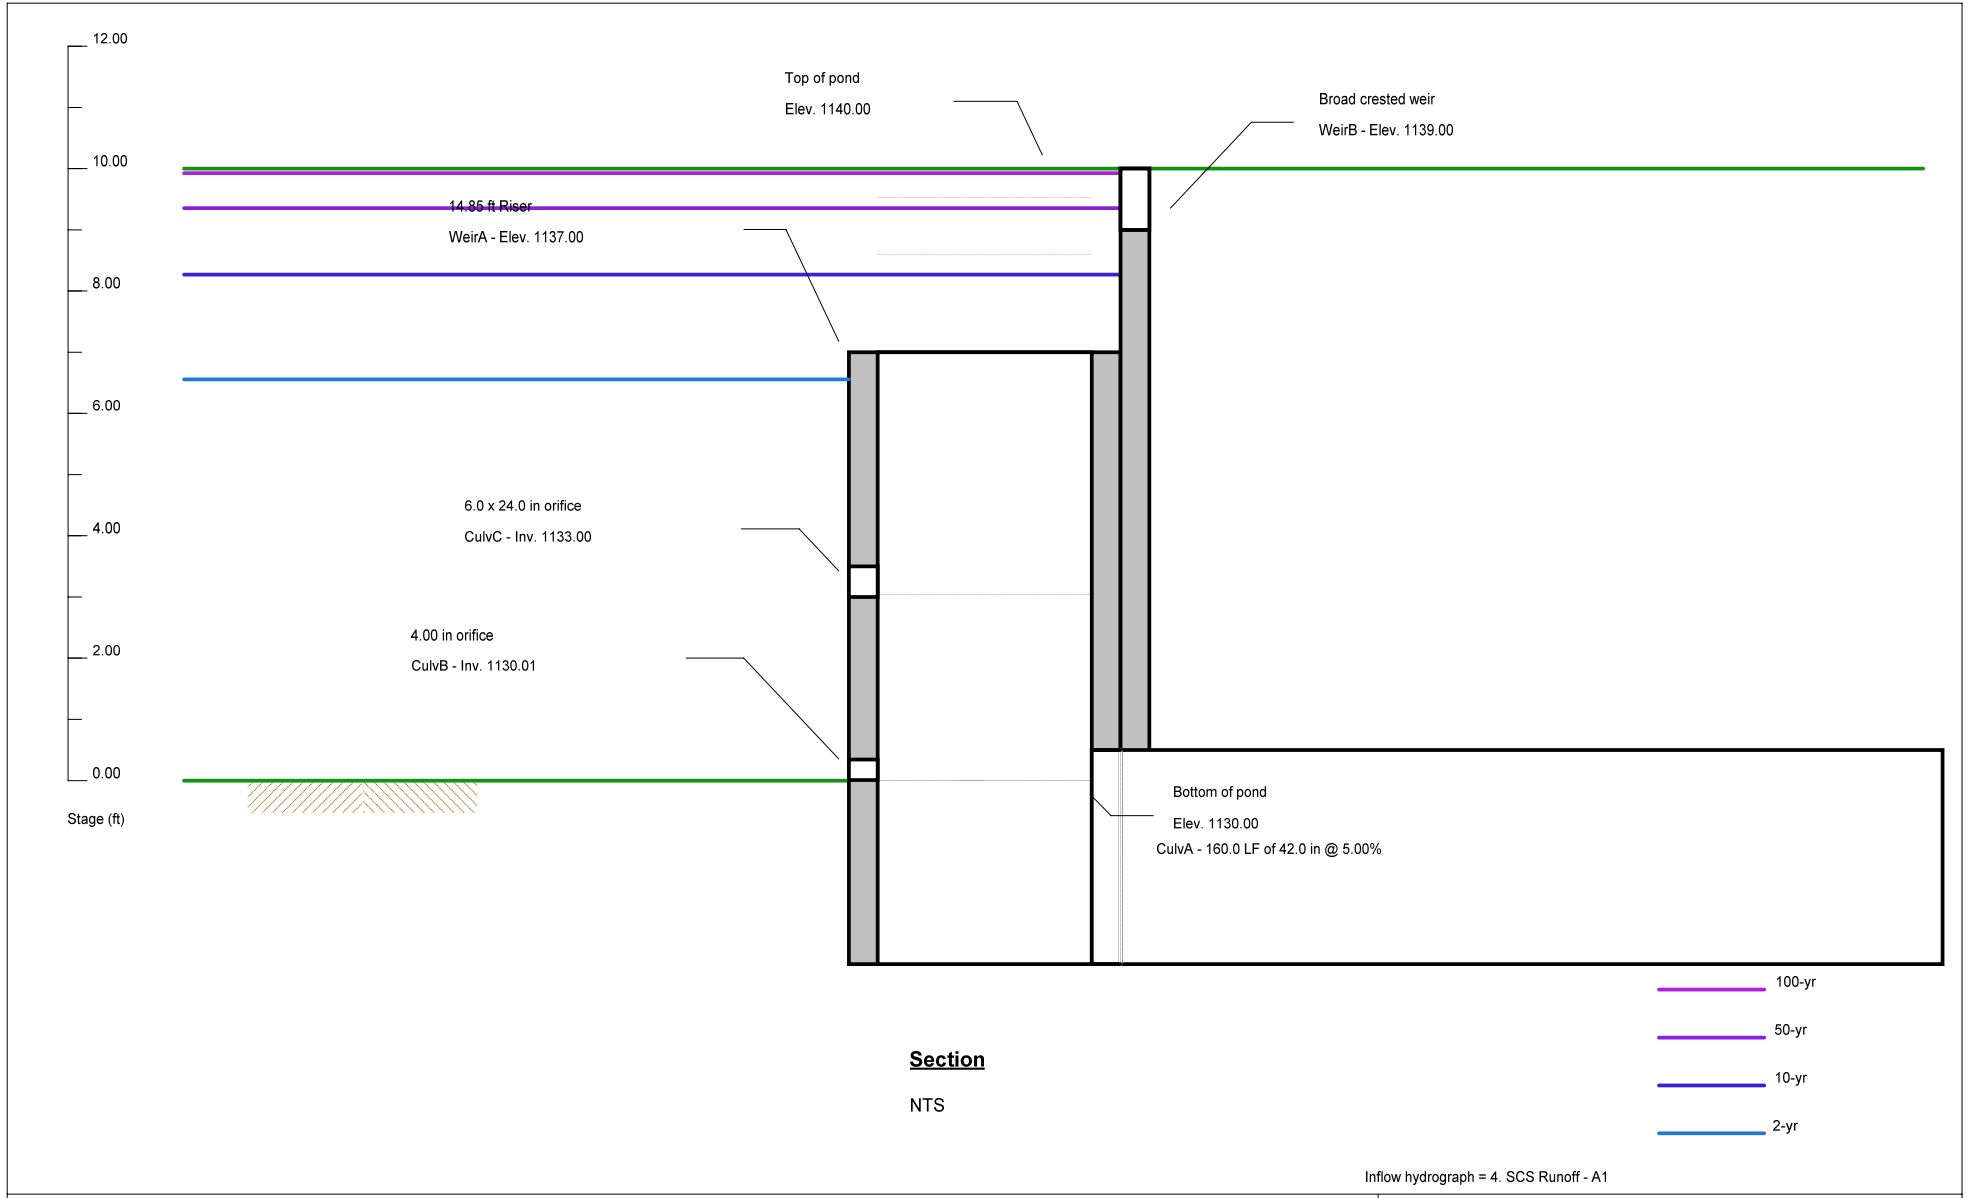 12.00
Top of pond
Elev. 1140.00
Broad crested weir
WeirB - Elev. 1139.00
10.00
14.85 ft Riser
WeirA - Elev. 1137.00
8.00
6.00
6.0 x 24.0 in orifice
CulvC - Inv. 1133.00
4.00
4.00 in orifice
CulvB - Inv. 1130.01
2.00
0.00
Stage (ft)
Bottom of pond
Elev. 1130.00
CulvA - 160.0 LF of 42.0 in @ 5.00%
100-yr
50-yr
10-yr
2-yr
Section
NTS
Inflow hydrograph = 4. SCS Runoff - A1